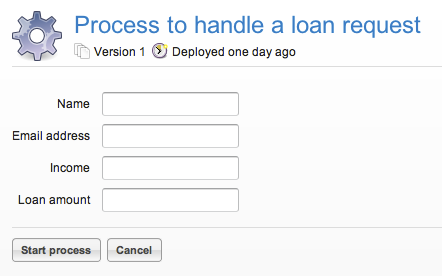 Process to handle a loan request
Version 1 Deployed one day ago
Name
Email address
Income
Loan amount
Start process Cancel